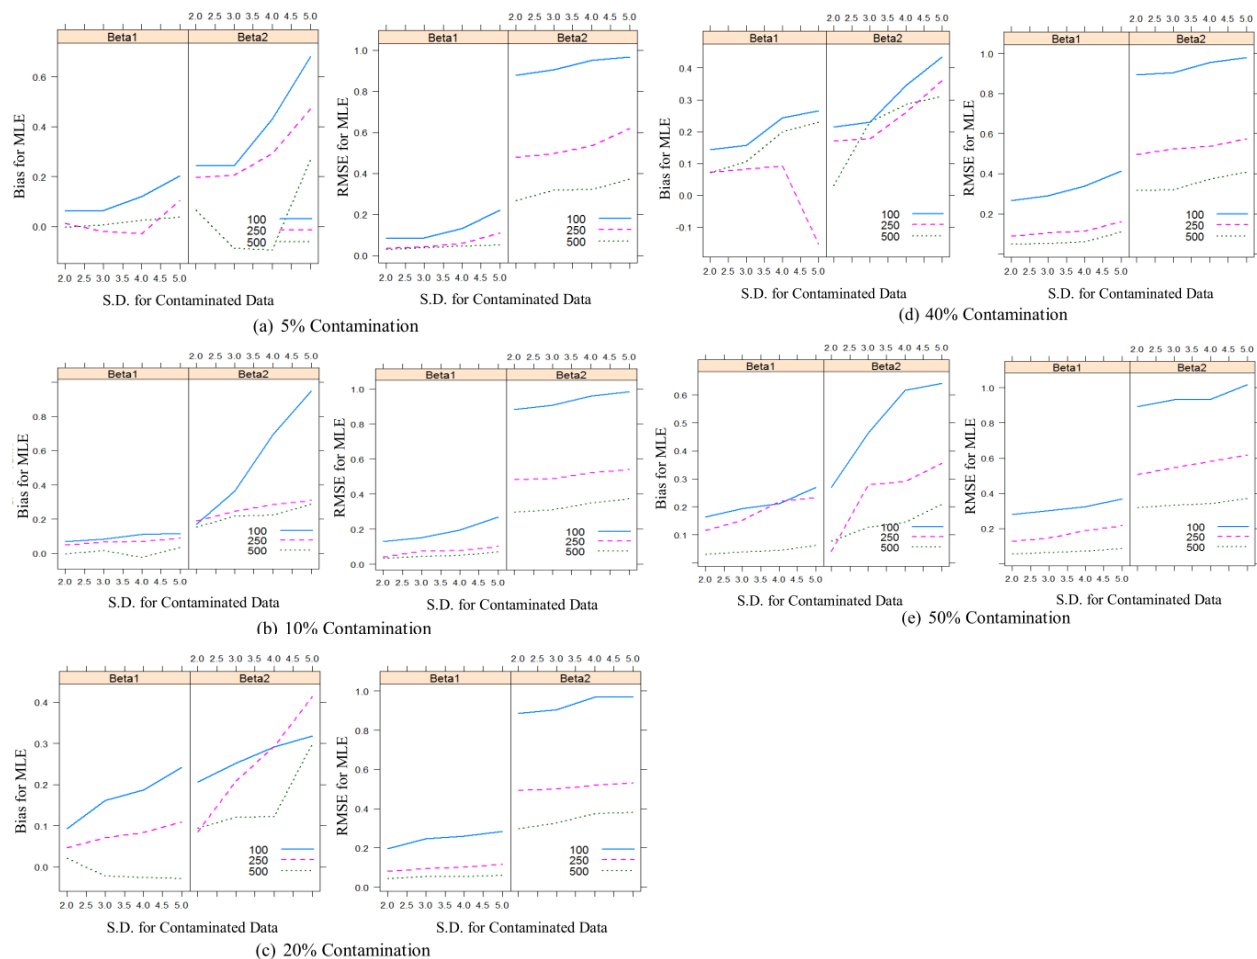 2.0 2.5 3.0 3.5 4.0 4.5 5.0
Beta1 Beta2
Bias for MLE
0.6
0.4
0.2
0.0
100
250
500
2.0 2.5 3.0 3.5 4.0 4.5 5.0
S.D. for Contaminated Data
2.0 2.5 3.0 3.5 4.0 4.5 5.0
Beta1 Beta2
RMSE for MLE
1.0
0.8
0.6
0.4
0.2
0.0
100
250
500
2.0 2.5 3.0 3.5 4.0 4.5 5.0
S.D. for Contaminated Data
(a) 5% Contamination
2.0 2.5 3.0 3.5 4.0 4.5 5.0
Beta1 Beta2
Bias for MLE
0.8
0.6
0.4
0.2
0.0
100
250
500
2.0 2.5 3.0 3.5 4.0 4.5 5.0
S.D. for Contaminated Data
2.0 2.5 3.0 3.5 4.0 4.5 5.0
Beta1 Beta2
RMSE for MLE
1.0
0.8
0.6
0.4
0.2
0.0
100
250
500
2.0 2.5 3.0 3.5 4.0 4.5 5.0
S.D. for Contaminated Data
(b) 10% Contamination
2.0 2.5 3.0 3.5 4.0 4.5 5.0
Beta1 Beta2
Bias for MLE
0.4
0.3
0.2
0.1
0.0
100
250
500
2.0 2.5 3.0 3.5 4.0 4.5 5.0
S.D. for Contaminated Data
2.0 2.5 3.0 3.5 4.0 4.5 5.0
Beta1 Beta2
RMSE for MLE
1.0
0.8
0.6
0.4
0.2
0.0
100
250
500
2.0 2.5 3.0 3.5 4.0 4.5 5.0
S.D. for Contaminated Data
(c) 20% Contamination
2.0 2.5 3.0 3.5 4.0 4.5 5.0
Beta1 Beta2
Bias for MLE
0.4
0.3
0.2
0.1
0.0
-0.1
100
250
500
2.0 2.5 3.0 3.5 4.0 4.5 5.0
S.D. for Contaminated Data
2.0 2.5 3.0 3.5 4.0 4.5 5.0
Beta1 Beta2
RMSE for MLE
1.0
0.8
0.6
0.4
0.2
100
250
500
2.0 2.5 3.0 3.5 4.0 4.5 5.0
S.D. for Contaminated Data
(d) 40% Contamination
2.0 2.5 3.0 3.5 4.0 4.5 5.0
Beta1 Beta2
Bias for MLE
0.6
0.5
0.4
0.3
0.2
0.1
100
250
500
2.0 2.5 3.0 3.5 4.0 4.5 5.0
S.D. for Contaminated Data
2.0 2.5 3.0 3.5 4.0 4.5 5.0
Beta1 Beta2
RMSE for MLE
1.0
0.8
0.6
0.4
0.2
100
250
500
2.0 2.5 3.0 3.5 4.0 4.5 5.0
S.D. for Contaminated Data
(e) 50% Contamination